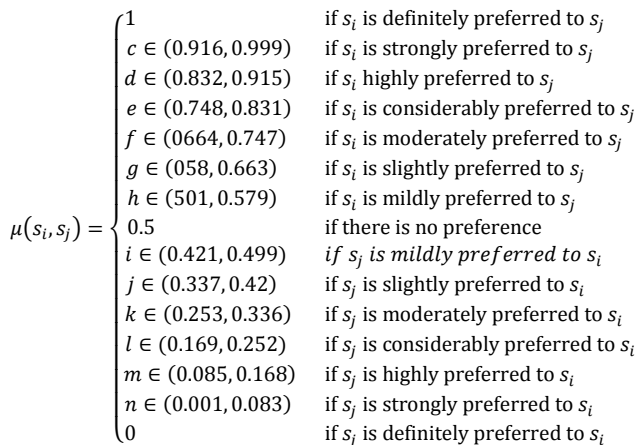 1 if s_i is definitely preferred to s_j
c ∈ (0.916, 0.999) if s_i is strongly preferred to s_j
d ∈ (0.832, 0.915) if s_i highly preferred to s_j
e ∈ (0.748, 0.831) if s_i is considerably preferred to s_j
f ∈ (0664, 0.747) if s_i is moderately preferred to s_j
g ∈ (058, 0.663) if s_i is slightly preferred to s_j
h ∈ (501, 0.579) if s_i is mildly preferred to s_j
μ(s_i, s_j) = { 0.5 if there is no preference
i ∈ (0.421, 0.499) if s_j is mildly preferred to s_i
j ∈ (0.337, 0.42) if s_j is slightly preferred to s_i
k ∈ (0.253, 0.336) if s_j is moderately preferred to s_i
l ∈ (0.169, 0.252) if s_j is considerably preferred to s_i
m ∈ (0.085, 0.168) if s_j is highly preferred to s_i
n ∈ (0.001, 0.083) if s_j is strongly preferred to s_i
0 if s_j is definitely preferred to s_i